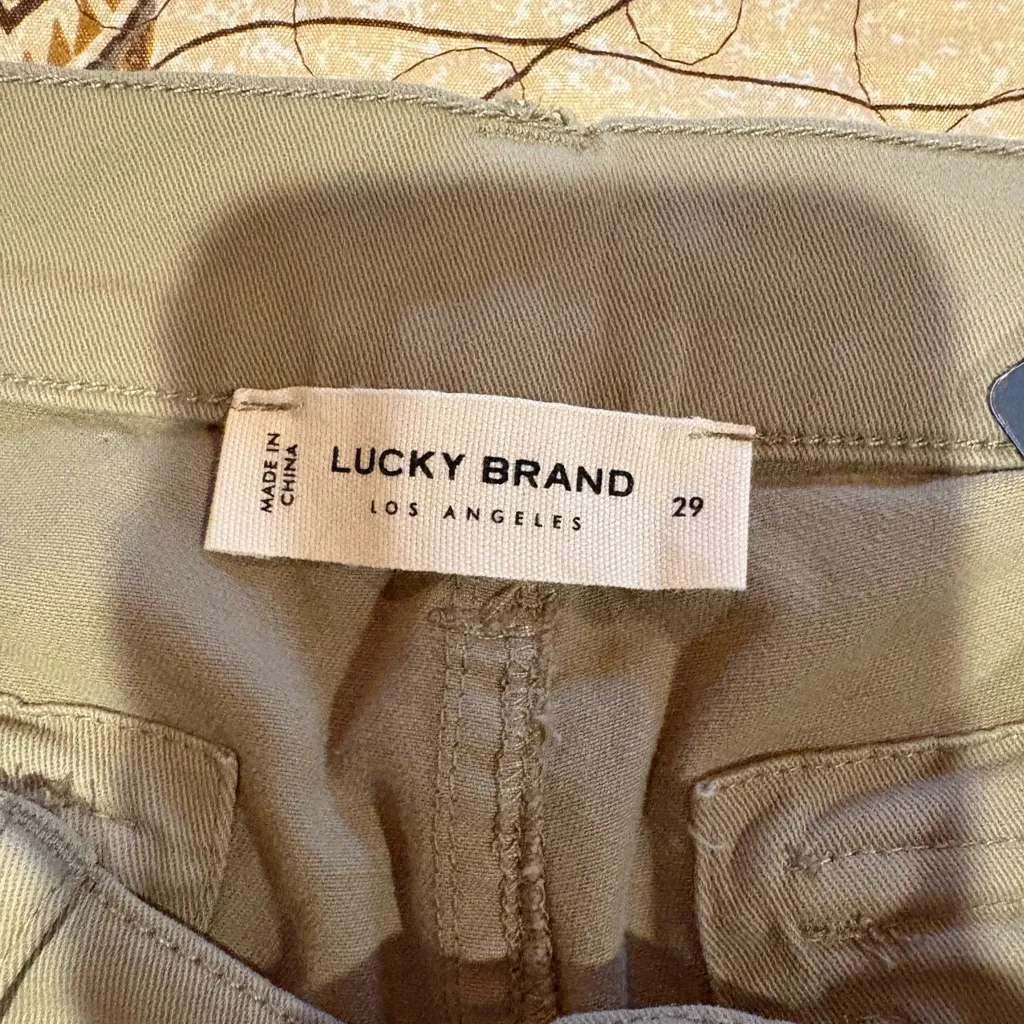 MADE IN
CHINA
LUCKY BRAND
LOS ANGELES
29